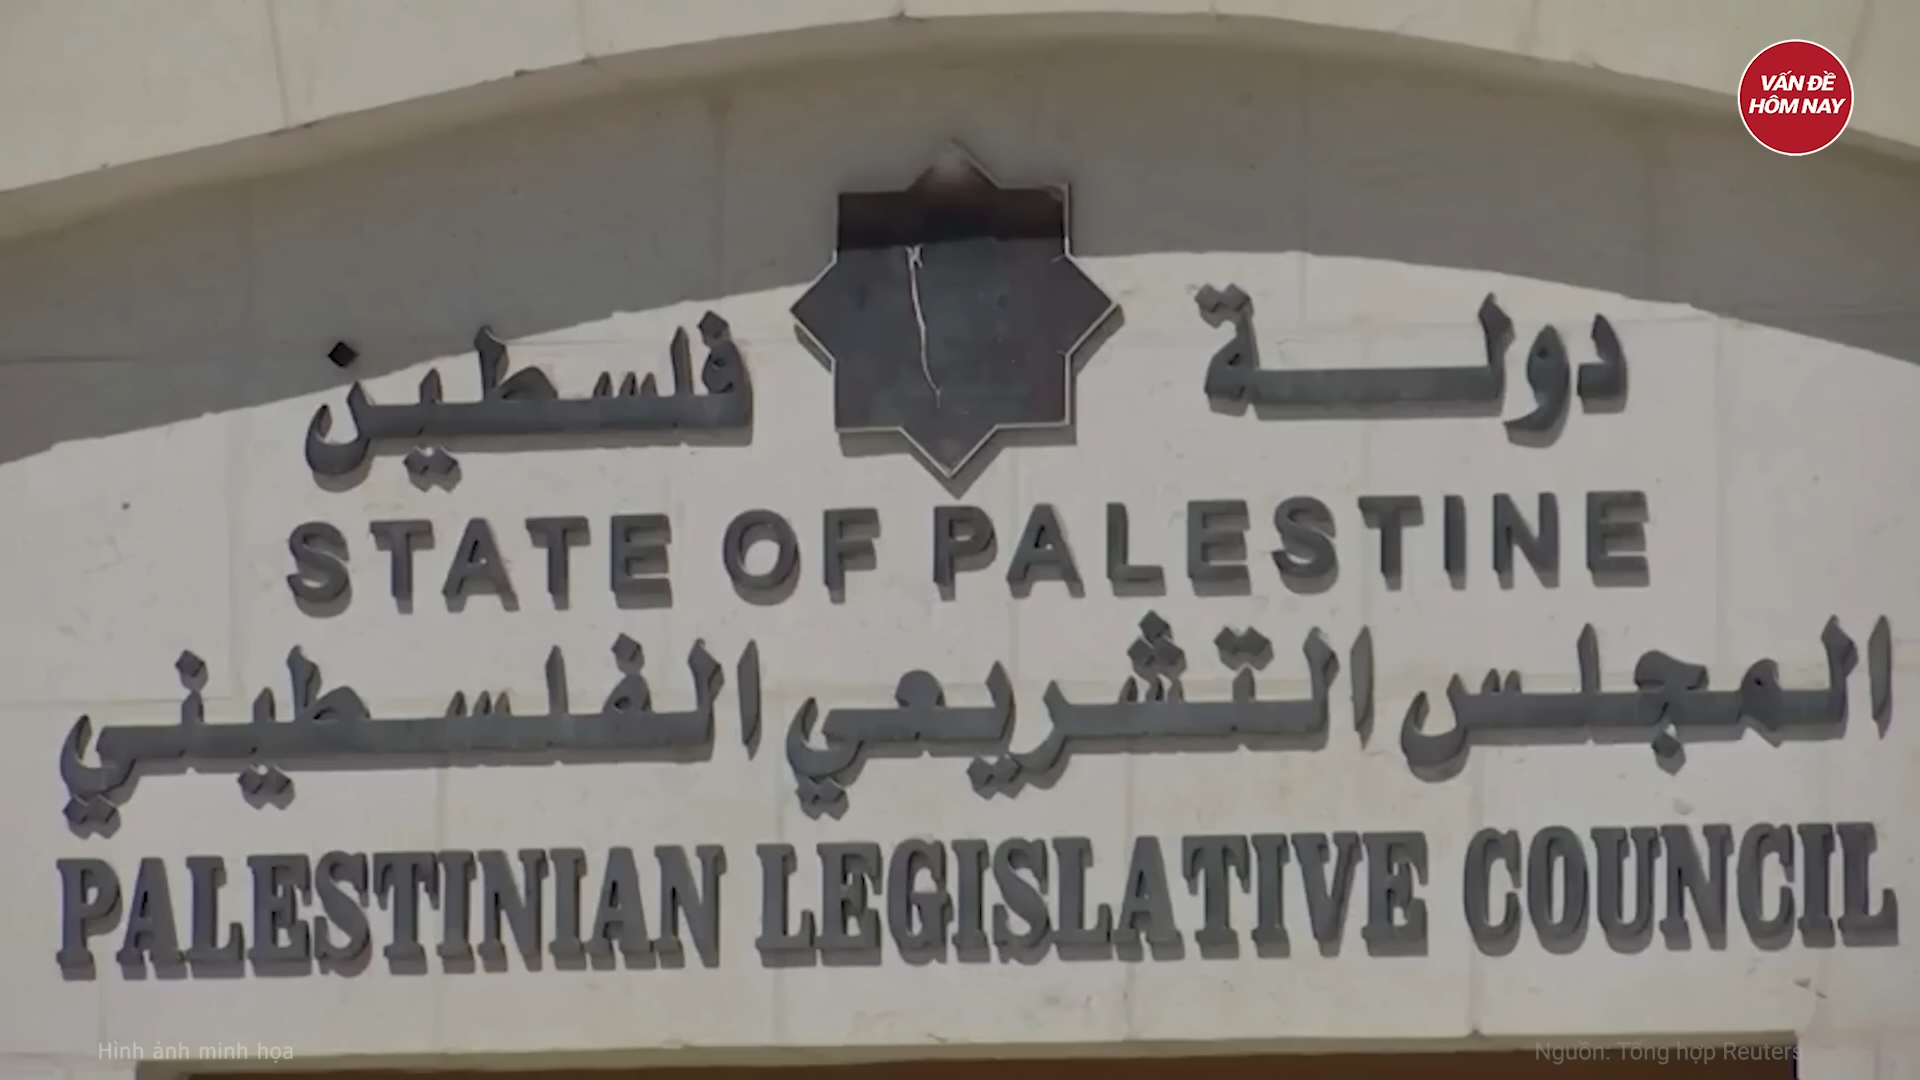 VẤN ĐỀ
HÔM NAY
دولة فلسطين
STATE OF PALESTINE
المجلس التشريعي الفلسطيني
PALESTINIAN LEGISLATIVE COUNCIL
Hình ảnh minh họa
Nguồn: Tổng hợp Reuters